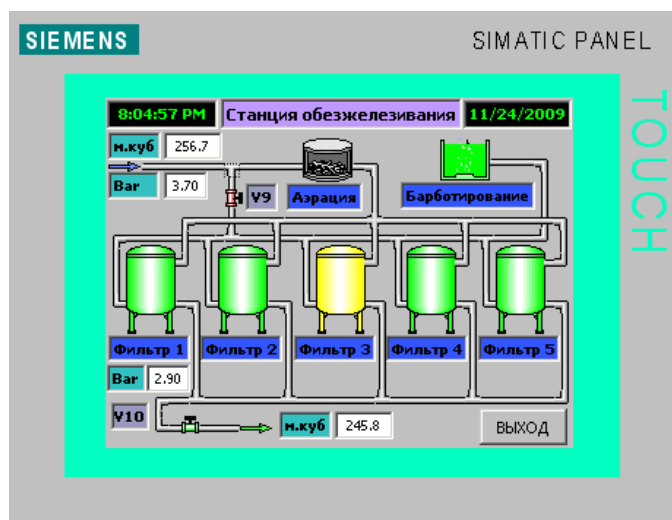 SIEMENS
SIMATIC PANEL
TOUCH
8:04:57 PM
Станция обезжелезивания
11/24/2009
м.куб 256.7
Bar 3.70
V9
Аэрация
Барботирование
Фильтр 1
Фильтр 2
Фильтр 3
Фильтр 4
Фильтр 5
Bar 2.90
V10
м.куб 245.8
ВЫХОД